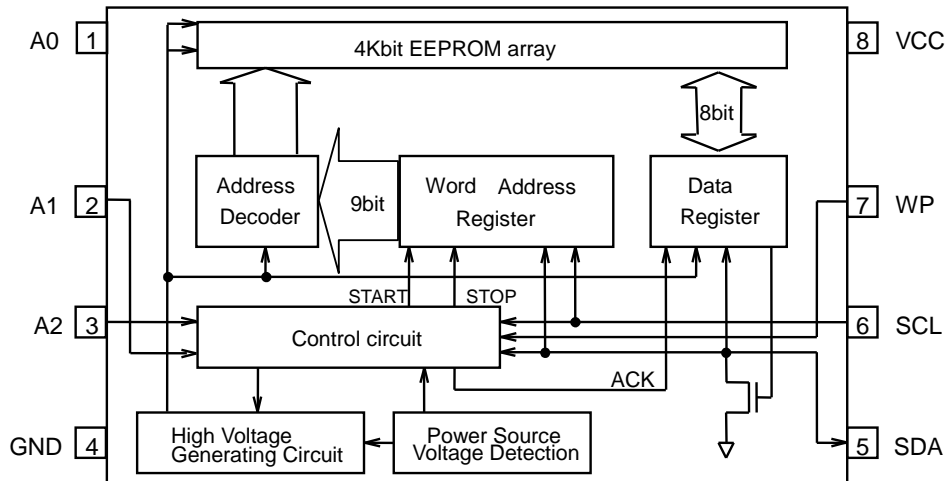 A0
1
4Kbit EEPROM array
8
VCC
8bit
A1
2
Address
Decoder
9bit
Word Address
Register
Data
Register
7
WP
START
STOP
A2
3
Control circuit
6
SCL
ACK
GND
4
High Voltage
Generating Circuit
Power Source
Voltage Detection
5
SDA